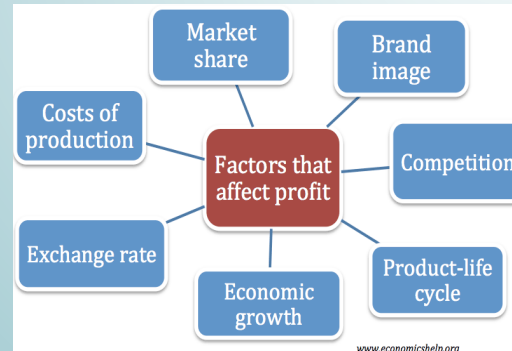 Market
share
Brand
image
Costs of
production
Factors that
affect profit
Competition
Exchange rate
Economic
growth
Product-life
cycle
www.economicshelp.org